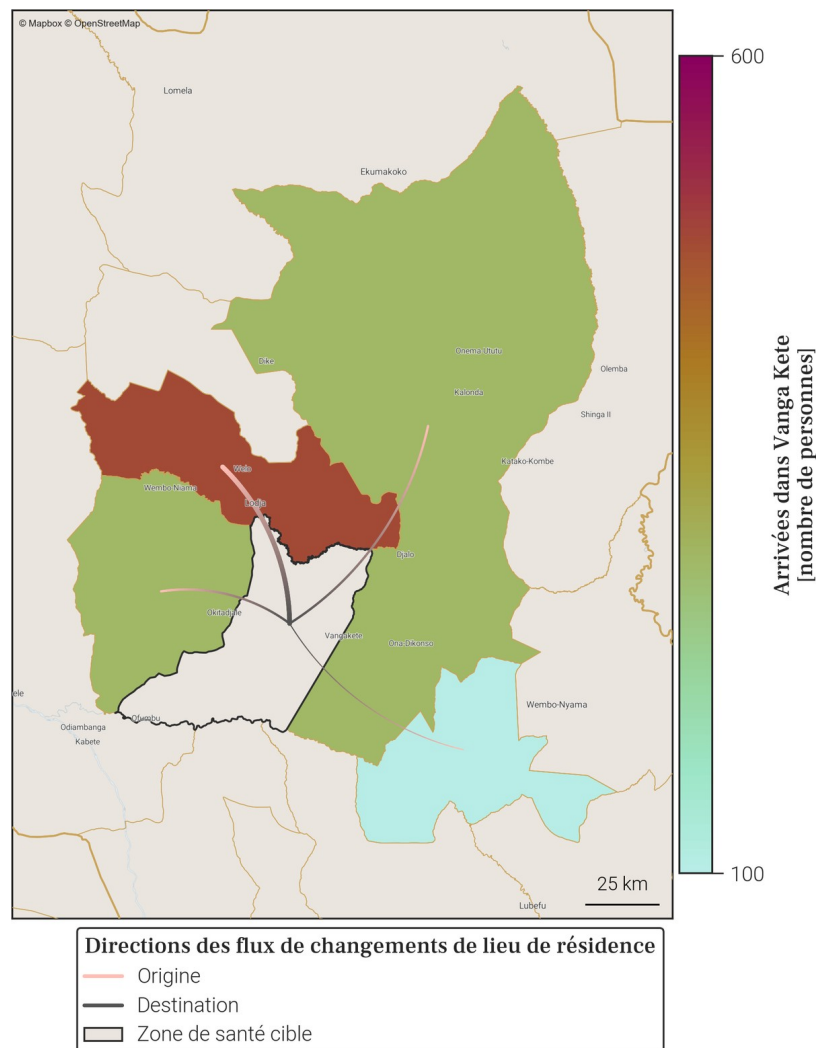 © Mapbox © OpenStreetMap
Lomela
Ekumakoko
Dike
Onema-Ututu
Olemba
Kalonda
Shinga II
Katako-Kombe
Welo
Wembo-Niama
Lodja
Djalo
Okitadjale
Vangakete
Ona-Dikonso
ele
Ofumbu
Odiambanga
Kabete
Wembo-Nyama
25 km
Lubefu
600
100
Arrivées dans Vanga Kete
[nombre de personnes]
Directions des flux de changements de lieu de résidence
Origine
Destination
Zone de santé cible